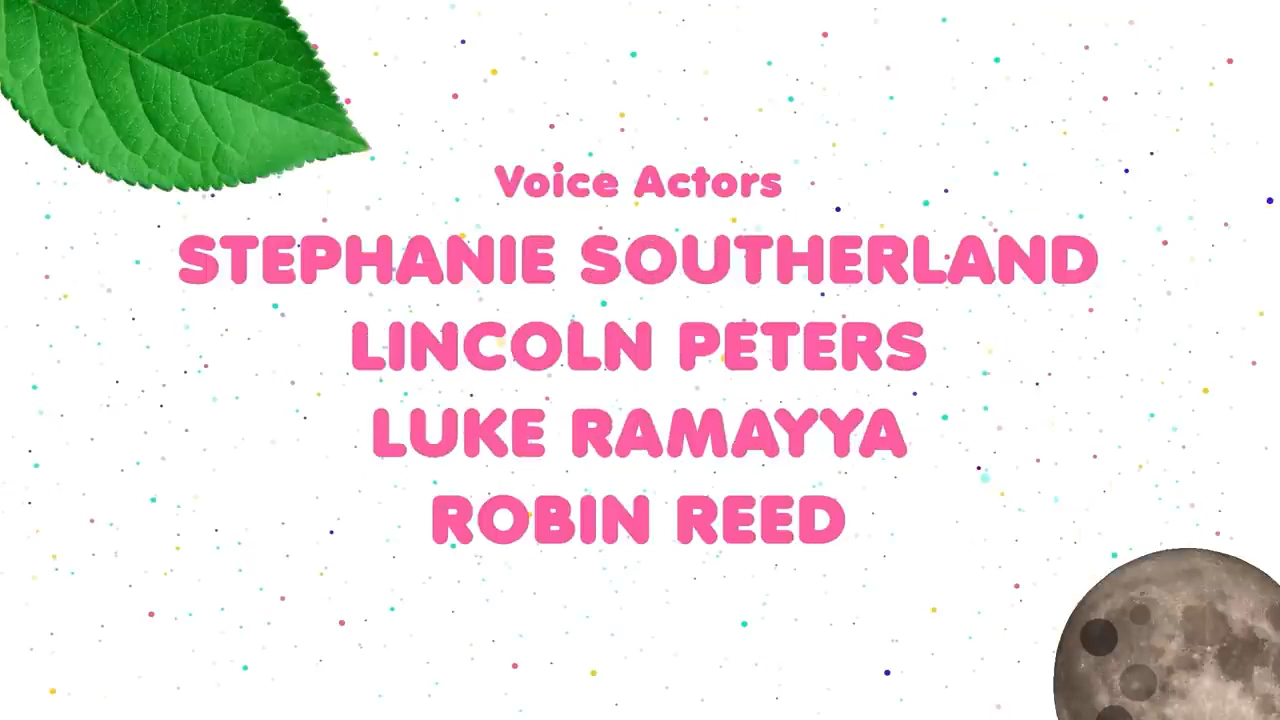 Voice Actors
STEPHANIE SOUTHERLAND
LINCOLN PETERS
LUKE RAMAYYA
ROBIN REED